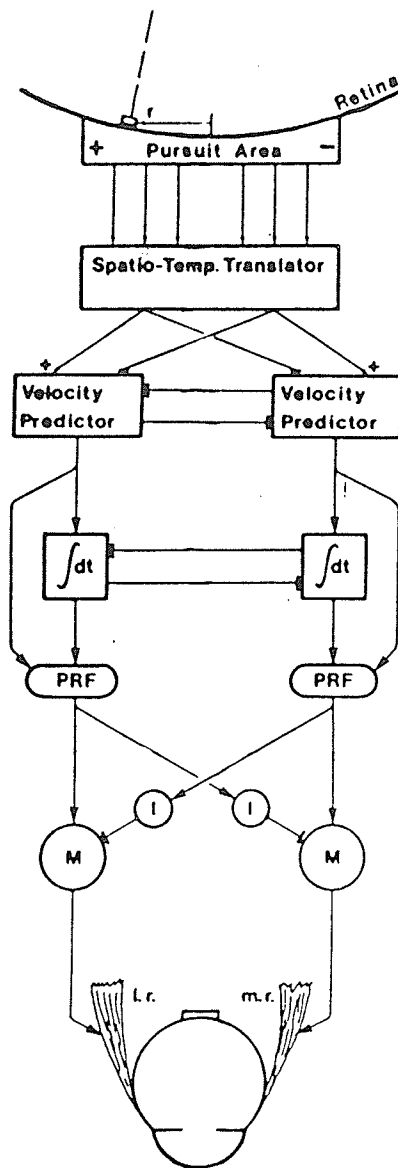 Retina
r
+ Pursuit Area −
Spatio-Temp. Translator
+ +
Velocity Predictor
Velocity Predictor
∫dt ∫dt
PRF PRF
I I
M M
l.r. m.r.